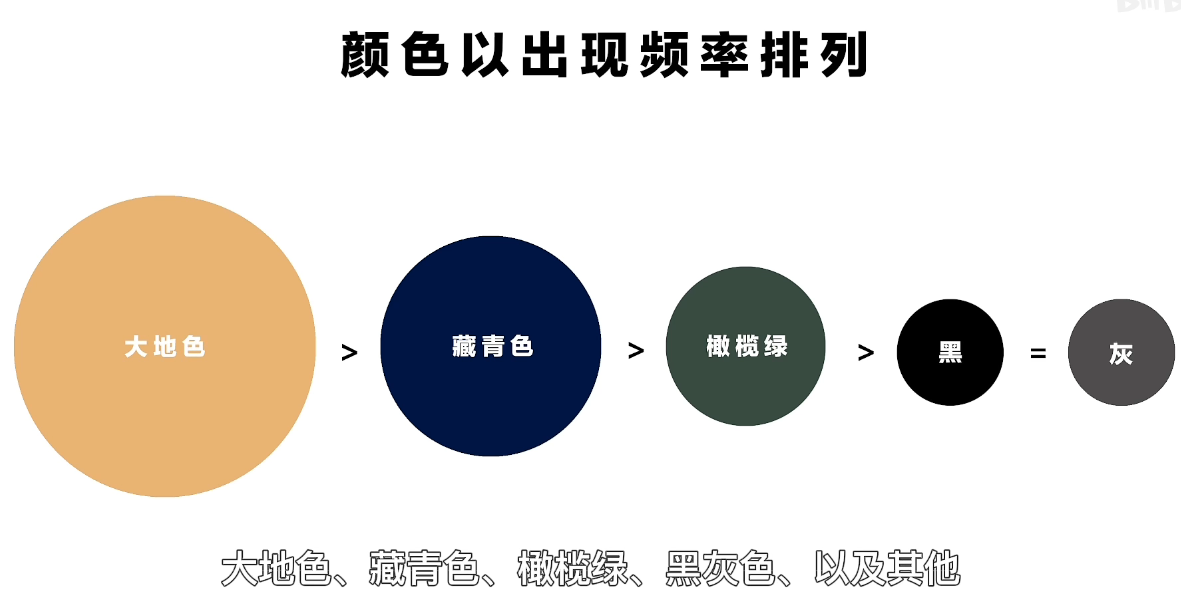 颜色以出现频率排列
大地色 > 藏青色 > 橄榄绿 > 黑 = 灰
大地色、藏青色、橄榄绿、黑灰色、以及其他